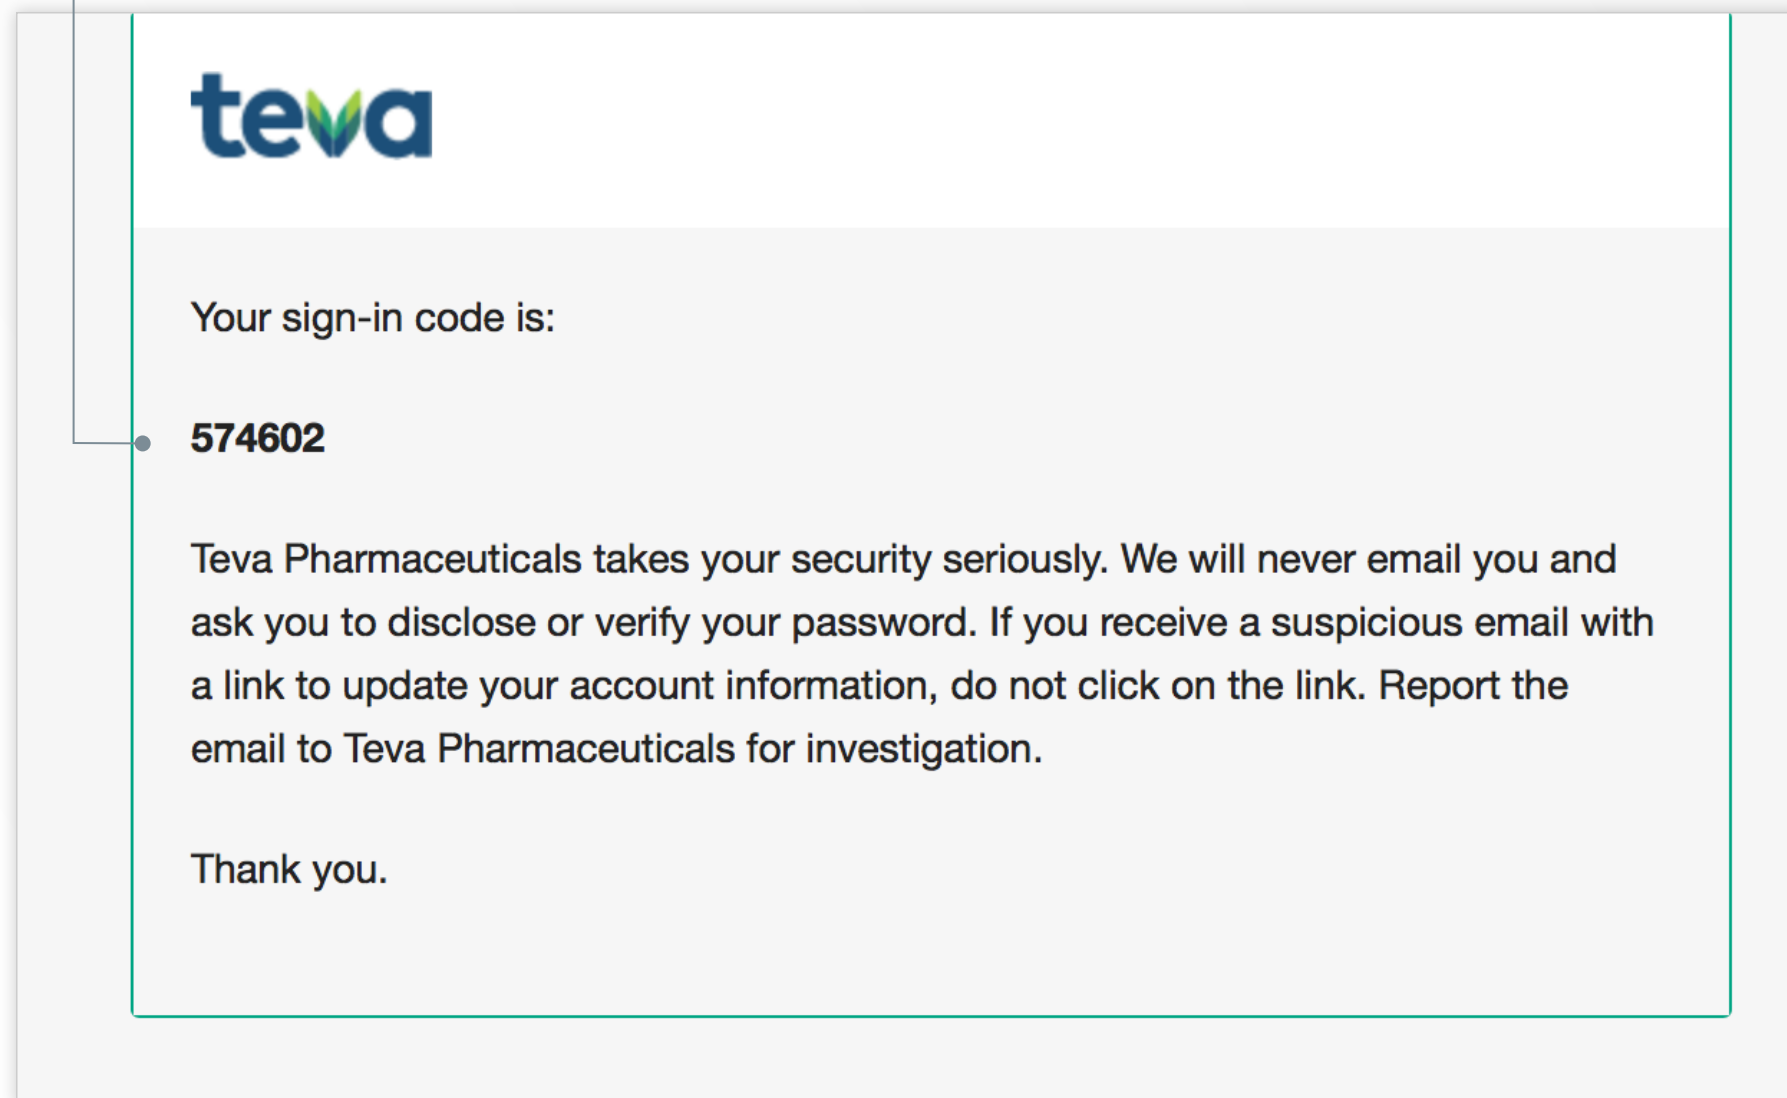 teva
Your sign-in code is:
574602
Teva Pharmaceuticals takes your security seriously. We will never email you and
ask you to disclose or verify your password. If you receive a suspicious email with
a link to update your account information, do not click on the link. Report the
email to Teva Pharmaceuticals for investigation.
Thank you.